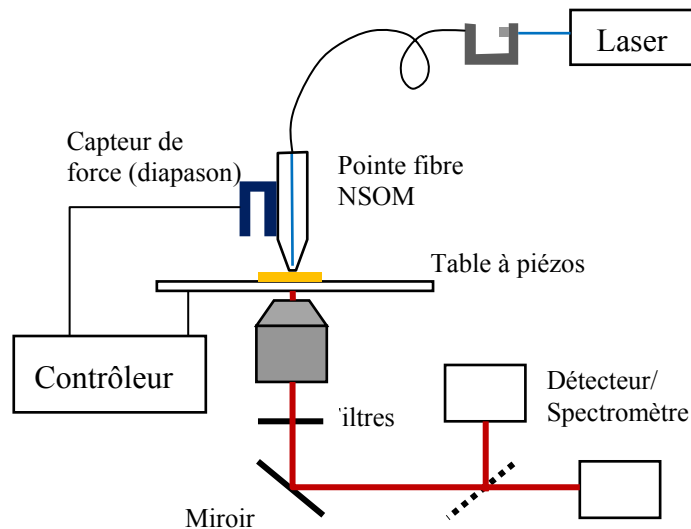 Laser
Capteur de
force (diapason)
Pointe fibre
NSOM
Table à piézos
Contrôleur
Détecteur/
Spectromètre
iltres
Miroir